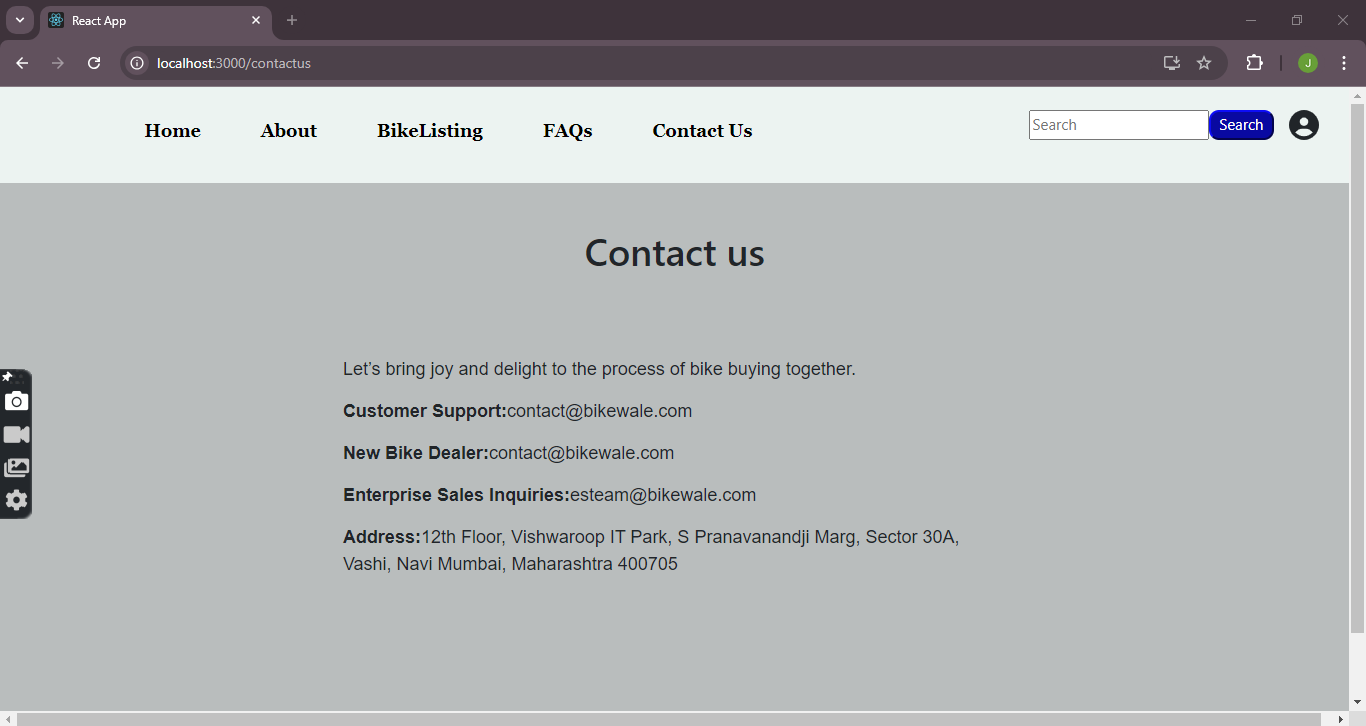 React App
localhost:3000/contactus
J
Home About BikeListing FAQs Contact Us Search Search
Contact us
Let’s bring joy and delight to the process of bike buying together.
Customer Support:contact@bikewale.com
New Bike Dealer:contact@bikewale.com
Enterprise Sales Inquiries:esteam@bikewale.com
Address:12th Floor, Vishwaroop IT Park, S Pranavanandji Marg, Sector 30A,
Vashi, Navi Mumbai, Maharashtra 400705